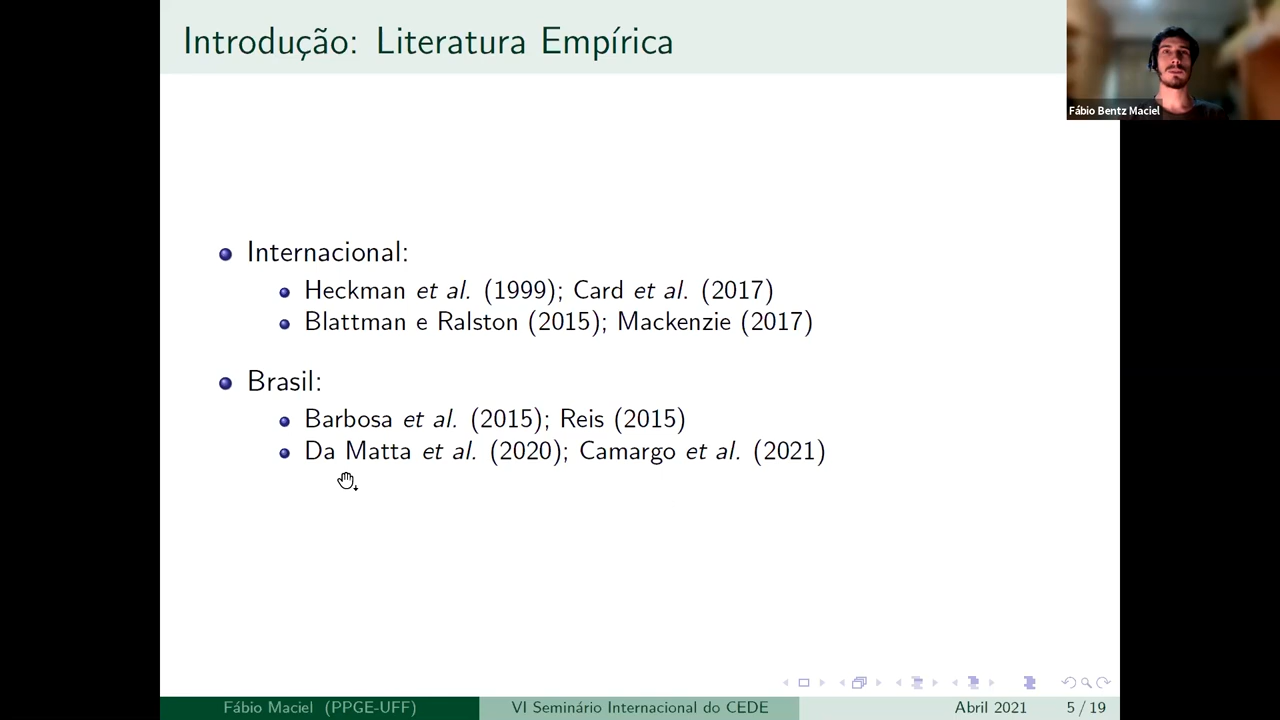 Introdução: Literatura Empírica
Fábio Bentz Maciel
Internacional:
Heckman et al. (1999); Card et al. (2017)
Blattman e Ralston (2015); Mackenzie (2017)
Brasil:
Barbosa et al. (2015); Reis (2015)
Da Matta et al. (2020); Camargo et al. (2021)
Fábio Maciel (PPGE-UFF) VI Seminário Internacional do CEDE Abril 2021 5 / 19